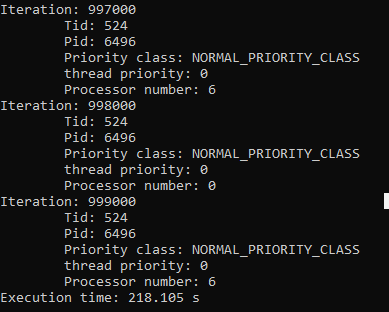 Iteration: 997000
Tid: 524
Pid: 6496
Priority class: NORMAL_PRIORITY_CLASS
thread priority: 0
Processor number: 6
Iteration: 998000
Tid: 524
Pid: 6496
Priority class: NORMAL_PRIORITY_CLASS
thread priority: 0
Processor number: 0
Iteration: 999000
Tid: 524
Pid: 6496
Priority class: NORMAL_PRIORITY_CLASS
thread priority: 0
Processor number: 6
Execution time: 218.105 s